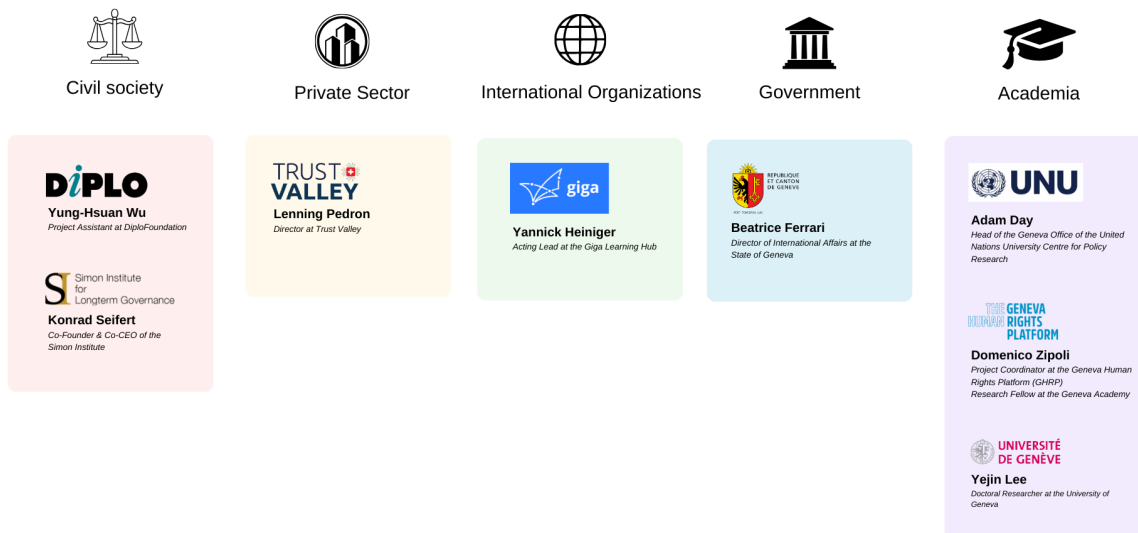 Civil society
Private Sector
International Organizations
Government
Academia
DiPLO
Yung-Hsuan Wu
Project Assistant at DiploFoundation
SI Simon Institute
for
Longterm Governance
Konrad Seifert
Co-Founder & Co-CEO of the
Simon Institute
TRUST
VALLEY
Lenning Pedron
Director at Trust Valley
giga
Yannick Heiniger
Acting Lead at the Giga Learning Hub
REPUBLIQUE
ET CANTON
DE GENEVE
POST TENEBRAS LUX
Beatrice Ferrari
Director of International Affairs at the
State of Geneva
UNU
Adam Day
Head of the Geneva Office of the United
Nations University Centre for Policy
Research
THE GENEVA
HUMAN RIGHTS
PLATFORM
Domenico Zipoli
Project Coordinator at the Geneva Human
Rights Platform (GHRP)
Research Fellow at the Geneva Academy
UNIVERSITÉ
DE GENÈVE
Yejin Lee
Doctoral Researcher at the University of
Geneva